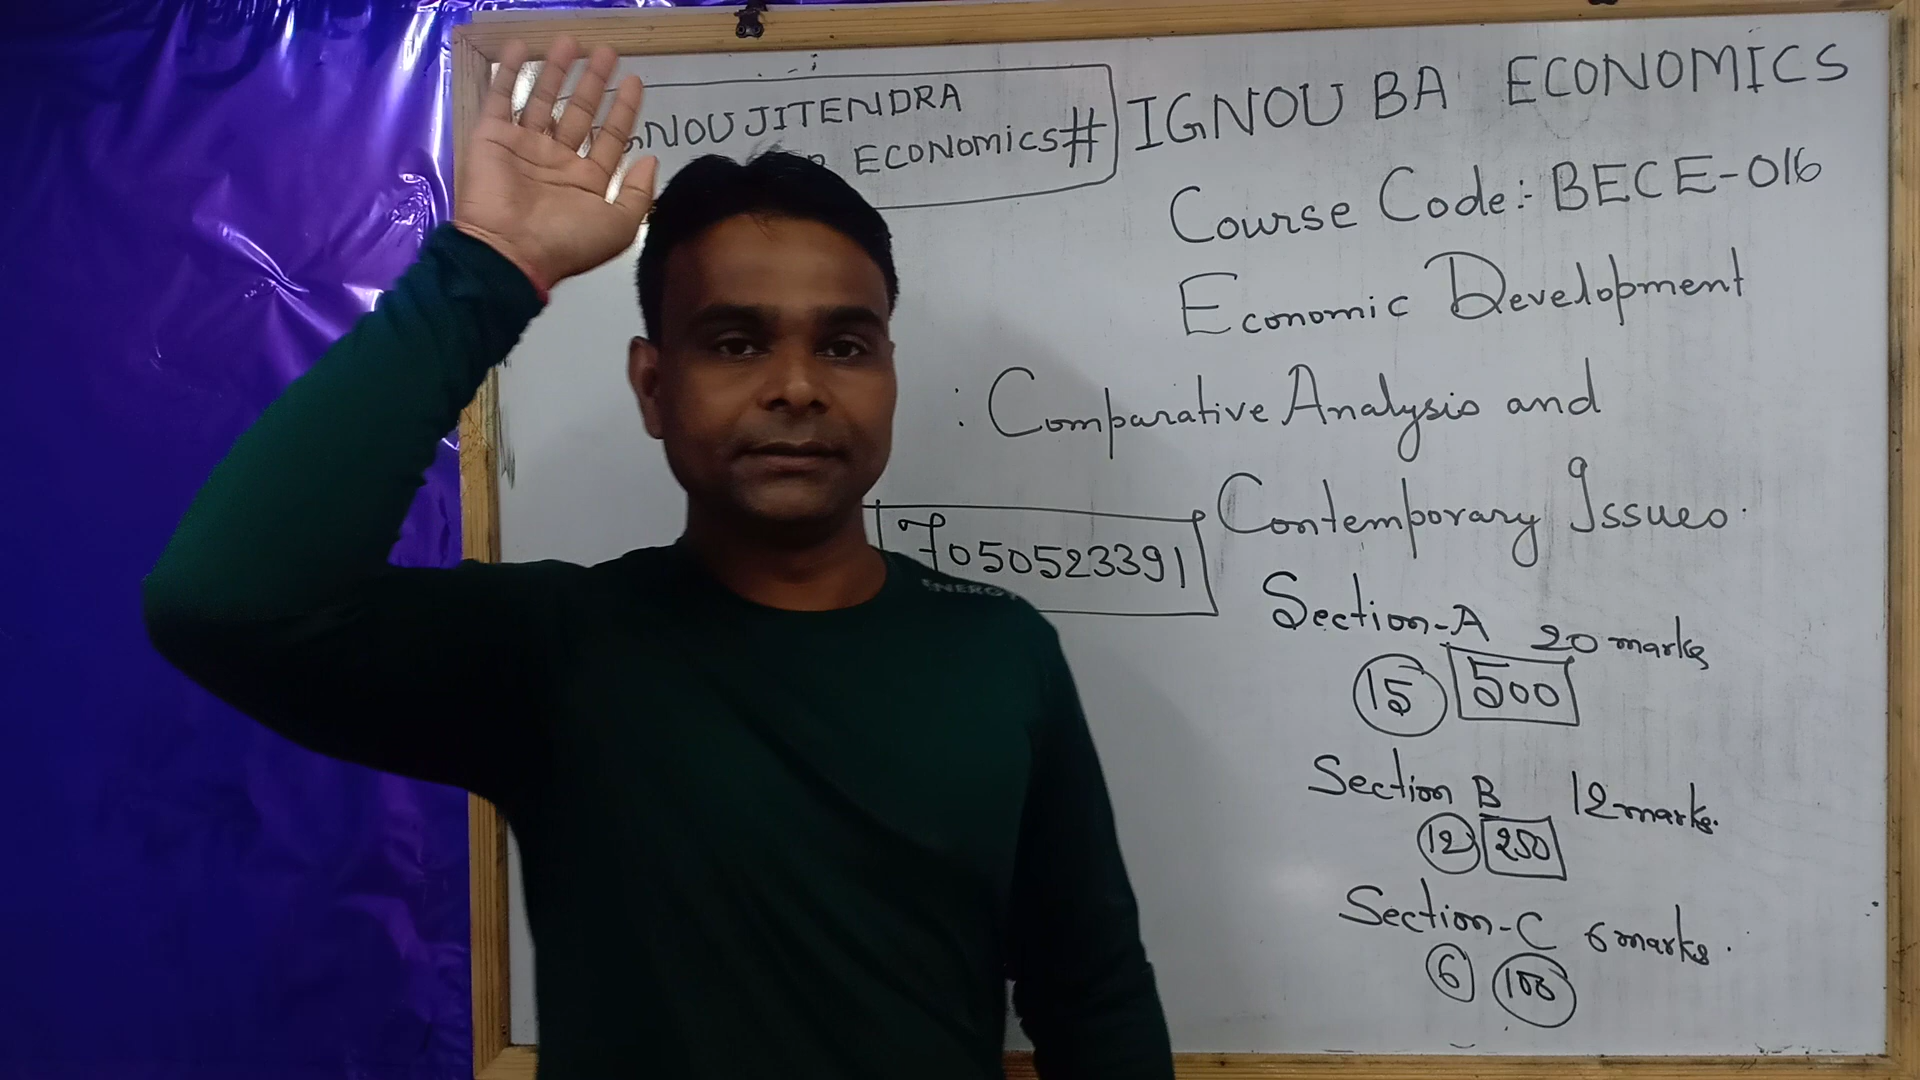 JITENDRA
ECONOMICS#
IGNOU BA ECONOMICS
Course Code:- BECE-016
Economic Development
: Comparative Analysis and
Contemporary Issues.
7050523391
ENERGY
Section-A 20 marks
15 500
Section B 12 marks.
12 250
Section-C 6 marks.
6 100